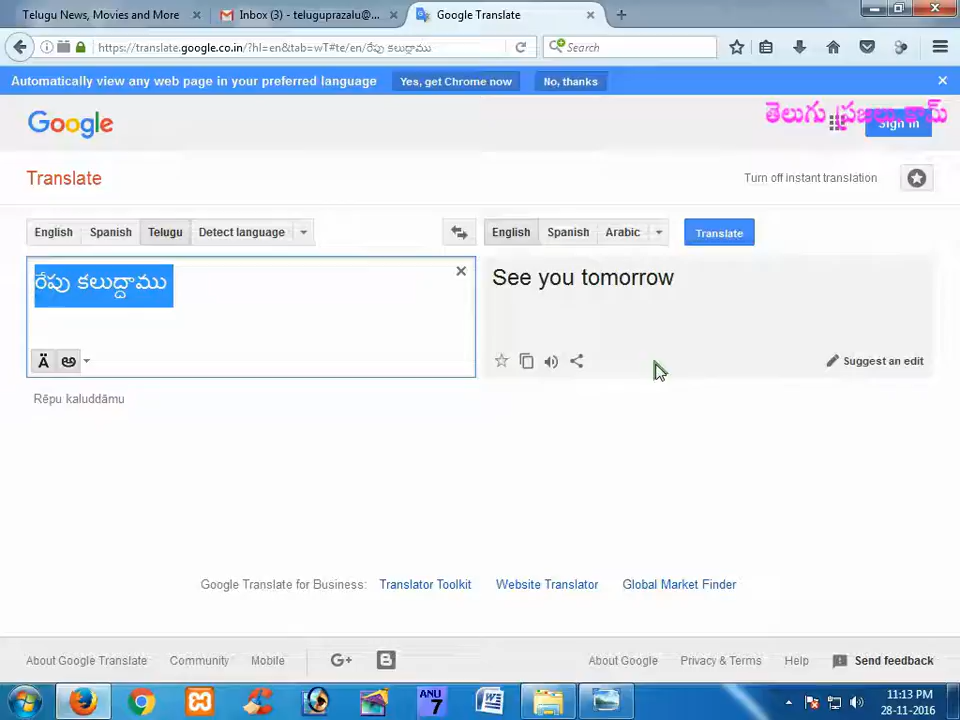 Telugu News, Movies and More
Inbox (3) - teluguprazalu@...
Google Translate
https://translate.google.co.in/?hl=en&tab=wT#te/en/రేపు కలుద్దాము
Search
Automatically view any web page in your preferred language
Yes, get Chrome now
No, thanks
Google
తెలుగు ప్రజలు.కామ్
Sign in
Translate
Turn off instant translation
English Spanish Telugu Detect language
English Spanish Arabic Translate
రేపు కలుద్దాము
See you tomorrow
Ä అ
Suggest an edit
Rēpu kaluddāmu
Google Translate for Business: Translator Toolkit Website Translator Global Market Finder
About Google Translate Community Mobile G+ About Google Privacy & Terms Help Send feedback
ANU
7
W
11:13 PM
28-11-2016